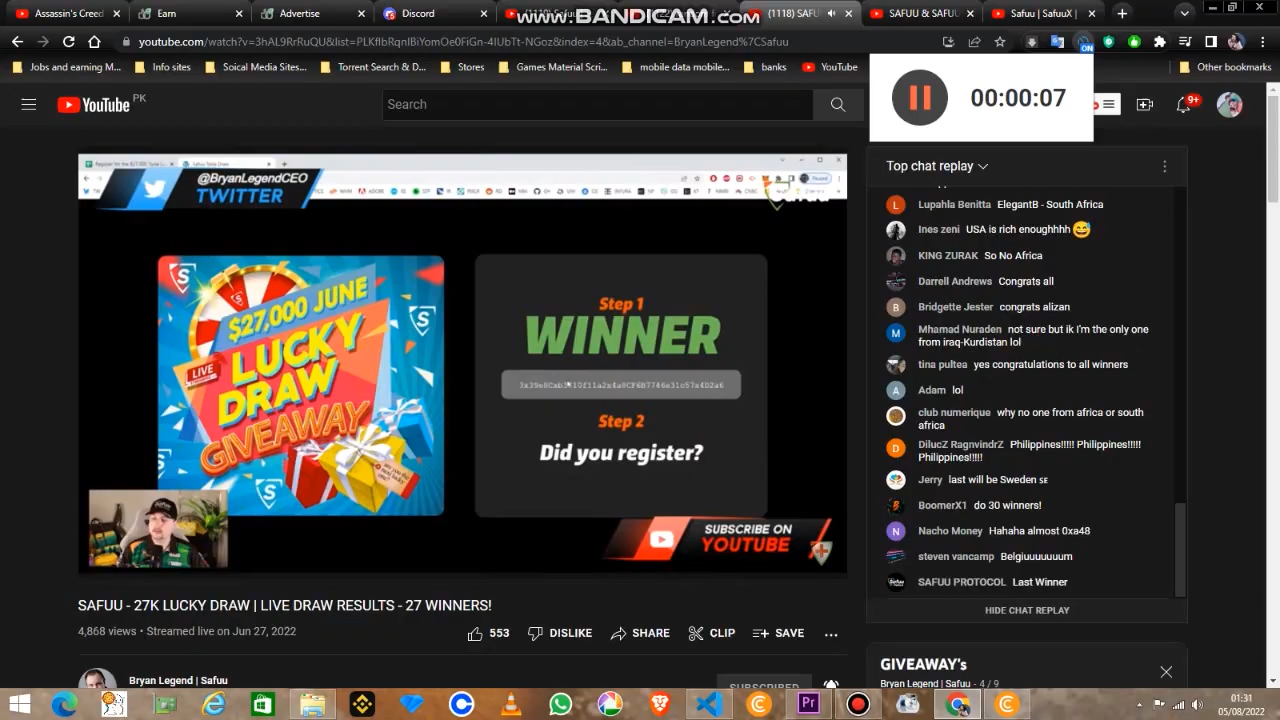 Assassin's Creed
Earn
Advertise
Discord
www.BANDICAM.com
(1118) SAFUU
SAFUU & SAFUU
Safuu | SafuuX |
youtube.com/watch?v=3hAL9RrRuQU&list=PLKflbRqnIBiYomOe0FiGn-4IUbTt-NGoz&index=4&ab_channel=BryanLegend%7CSafuu
ON
Jobs and earning M...
Info sites
Soical Media Sites
Torrent Search & D...
Stores
Games Material Scri...
mobile data mobile...
banks
YouTube
Other bookmarks
YouTube PK
Search
00:00:07
9+
@BryanLegendCEO
TWITTER
$27,000 JUNE
LIVE
LUCKY
DRAW
GIVEAWAY
Step 1
WINNER
Step 2
Did you register?
SUBSCRIBE ON
YOUTUBE
Top chat replay
Lupahla Benitta ElegantB - South Africa
Ines zeni USA is rich enoughhhh
KING ZURAK So No Africa
Darrell Andrews Congrats all
Bridgette Jester congrats alizan
Mhamad Nuraden not sure but ik I'm the only one
from iraq-Kurdistan lol
tina pultea yes congratulations to all winners
Adam lol
club numerique why no one from africa or south
africa
DilucZ RagnvindrZ Philippines!!!!! Philippines!!!!!
Philippines!!!!!
Jerry last will be Sweden SE
BoomerX1 do 30 winners!
Nacho Money Hahaha almost 0xa48
steven vancamp Belgiuuuuuum
SAFUU PROTOCOL Last Winner
HIDE CHAT REPLAY
SAFUU - 27K LUCKY DRAW | LIVE DRAW RESULTS - 27 WINNERS!
4,868 views • Streamed live on Jun 27, 2022
553
DISLIKE
SHARE
CLIP
SAVE
Bryan Legend | Safuu
SUBSCRIBED
GIVEAWAY's
Bryan Legend | Safuu - 4 / 9
01:31
05/08/2022